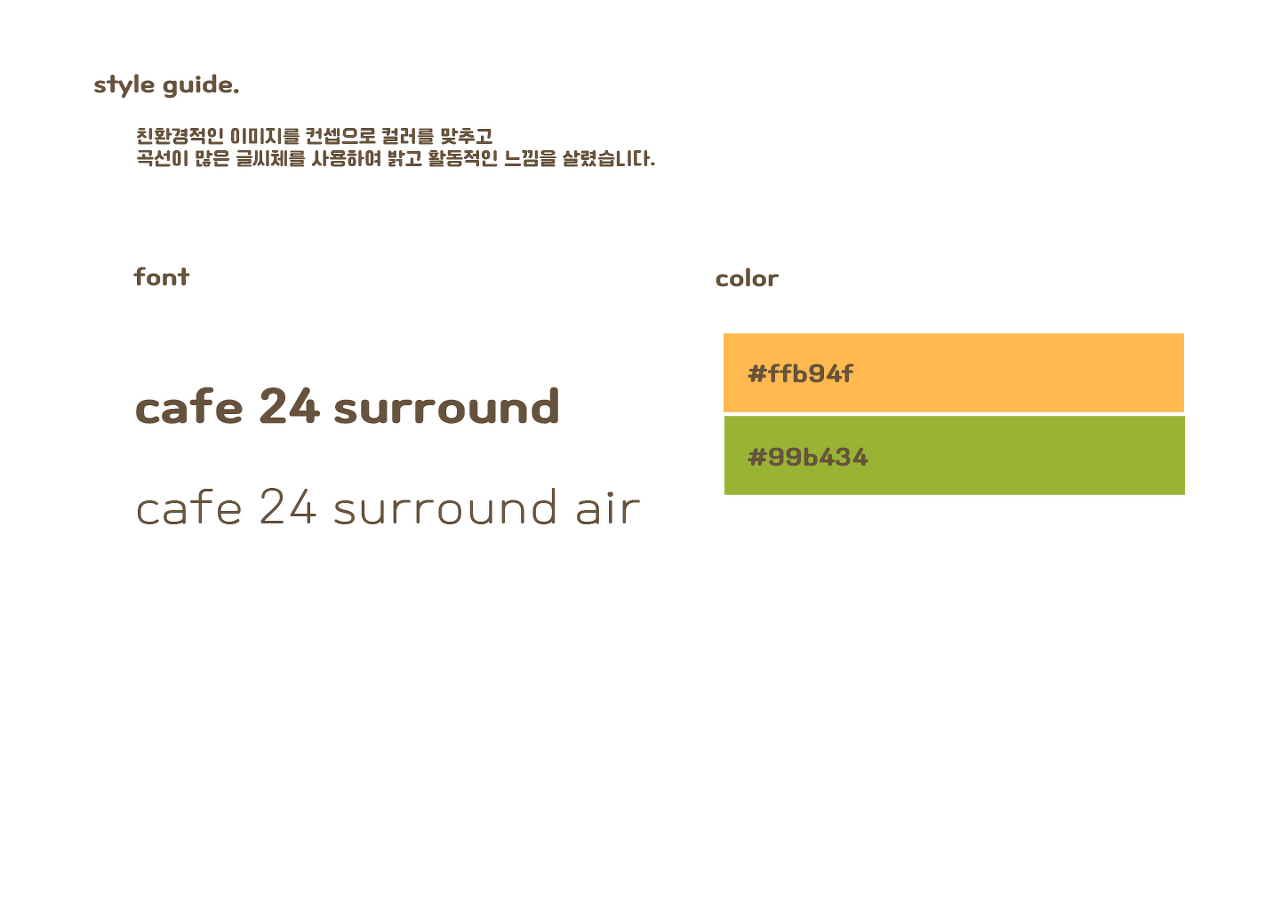 style guide.
친환경적인 이미지를 컨셉으로 컬러를 맞추고
곡선이 많은 글씨체를 사용하여 밝고 활동적인 느낌을 살렸습니다.
font
color
cafe 24 surround
cafe 24 surround air
#ffb94f
#99b434